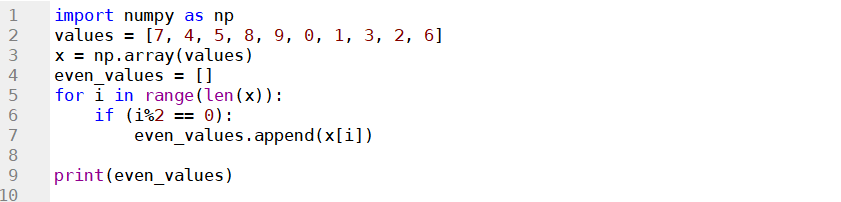 1 import numpy as np
2 values = [7, 4, 5, 8, 9, 0, 1, 3, 2, 6]
3 x = np.array(values)
4 even_values = []
5 for i in range(len(x)):
6     if (i%2 == 0):
7         even_values.append(x[i])
8
9 print(even_values)
10